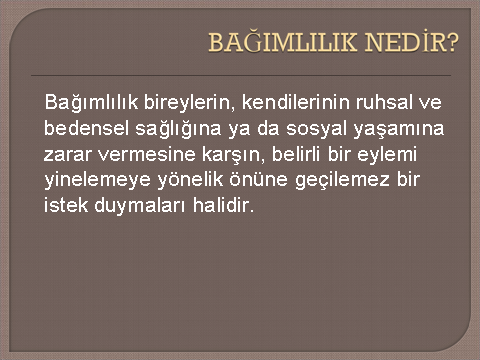 BAĞIMLILIK NEDİR?
Bağımlılık bireylerin, kendilerinin ruhsal ve
bedensel sağlığına ya da sosyal yaşamına
zarar vermesine karşın, belirli bir eylemi
yinelemeye yönelik önüne geçilemez bir
istek duymaları halidir.